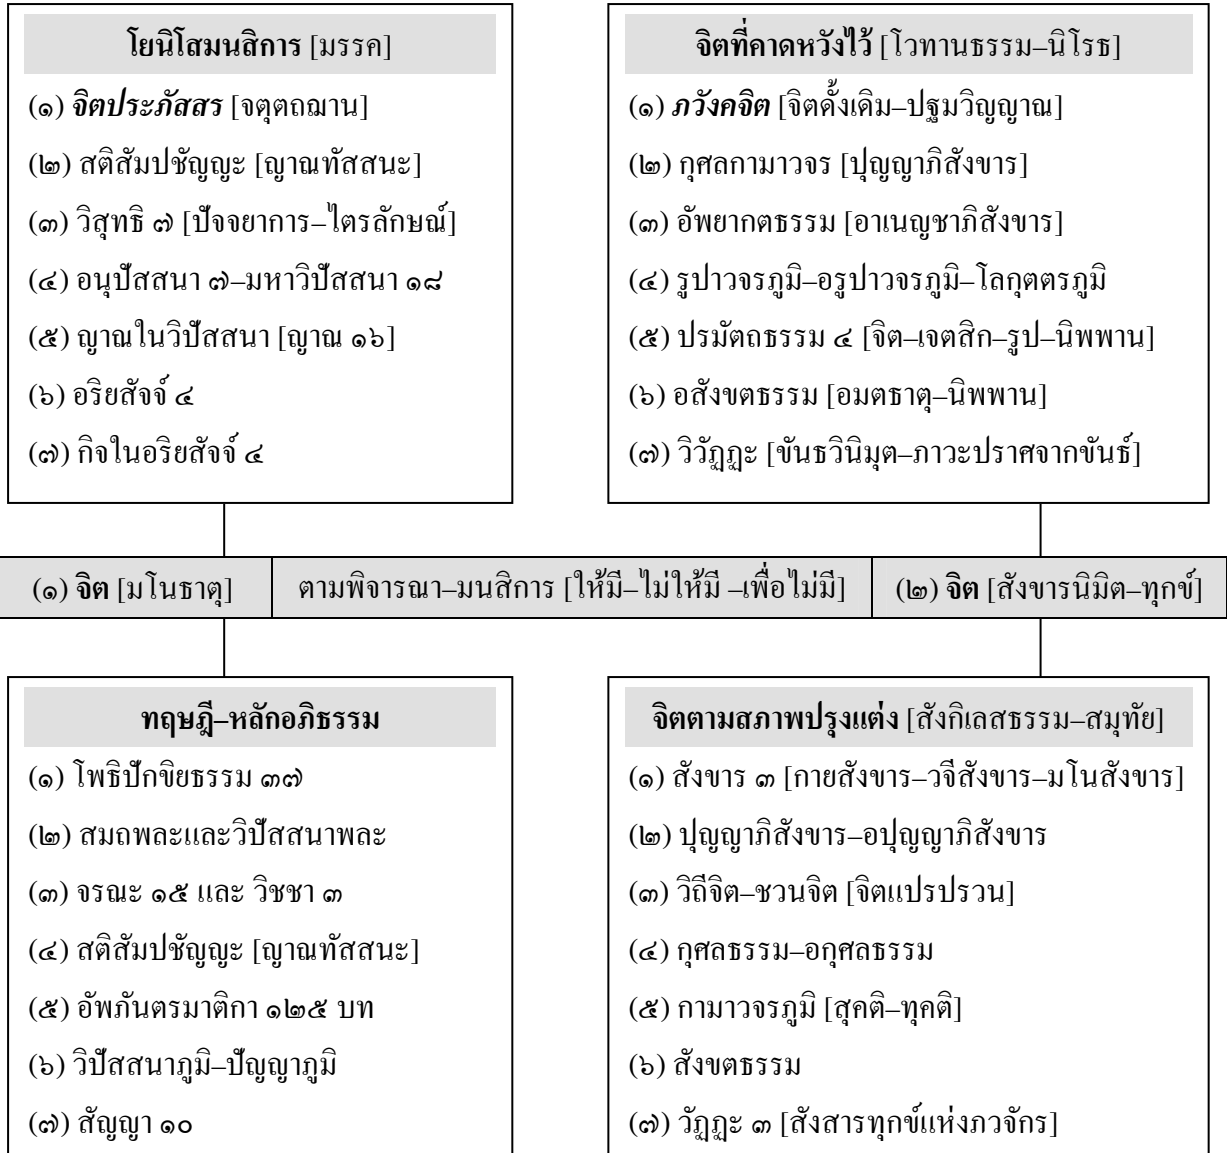 โยนิโสมนสิการ [มรรค]
(๑) จิตประภัสสร [จตุตถฌาน]
(๒) สติสัมปชัญญะ [ญาณทัสสนะ]
(๓) วิสุทธิ ๗ [ปัจจยาการ–ไตรลักษณ์]
(๔) อนุปัสสนา ๗–มหาวิปัสสนา ๑๘
(๕) ญาณในวิปัสสนา [ญาณ ๑๖]
(๖) อริยสัจจ์ ๔
(๗) กิจในอริยสัจจ์ ๔
จิตที่คาดหวังไว้ [โวทานธรรม–นิโรธ]
(๑) ภวังคจิต [จิตดั้งเดิม–ปฐมวิญญาณ]
(๒) กุศลกามาวจร [ปุญญาภิสังขาร]
(๓) อัพยากตธรรม [อาเนญชาภิสังขาร]
(๔) รูปาวจรภูมิ–อรูปาวจรภูมิ–โลกุตตรภูมิ
(๕) ปรมัตถธรรม ๔ [จิต–เจตสิก–รูป–นิพพาน]
(๖) อสังขตธรรม [อมตธาตุ–นิพพาน]
(๗) วิวัฏฏะ [ขันธวินิมุต–ภาวะปราศจากขันธ์]
(๑) จิต [มโนธาตุ]
ตามพิจารณา–มนสิการ [ให้มี–ไม่ให้มี –เพื่อไม่มี]
(๒) จิต [สังขารนิมิต–ทุกข์]
ทฤษฎี–หลักอภิธรรม
(๑) โพธิปักขิยธรรม ๓๗
(๒) สมถพละและวิปัสสนาพละ
(๓) จรณะ ๑๕ และ วิชชา ๓
(๔) สติสัมปชัญญะ [ญาณทัสสนะ]
(๕) อัพภันตรมาติกา ๑๒๕ บท
(๖) วิปัสสนาภูมิ–ปัญญาภูมิ
(๗) สัญญา ๑๐
จิตตามสภาพปรุงแต่ง [สังกิเลสธรรม–สมุทัย]
(๑) สังขาร ๓ [กายสังขาร–วจีสังขาร–มโนสังขาร]
(๒) ปุญญาภิสังขาร–อปุญญาภิสังขาร
(๓) วิถีจิต–ชวนจิต [จิตแปรปรวน]
(๔) กุศลธรรม–อกุศลธรรม
(๕) กามาวจรภูมิ [สุคติ–ทุคติ]
(๖) สังขตธรรม
(๗) วัฏฏะ ๓ [สังสารทุกข์แห่งภวจักร]